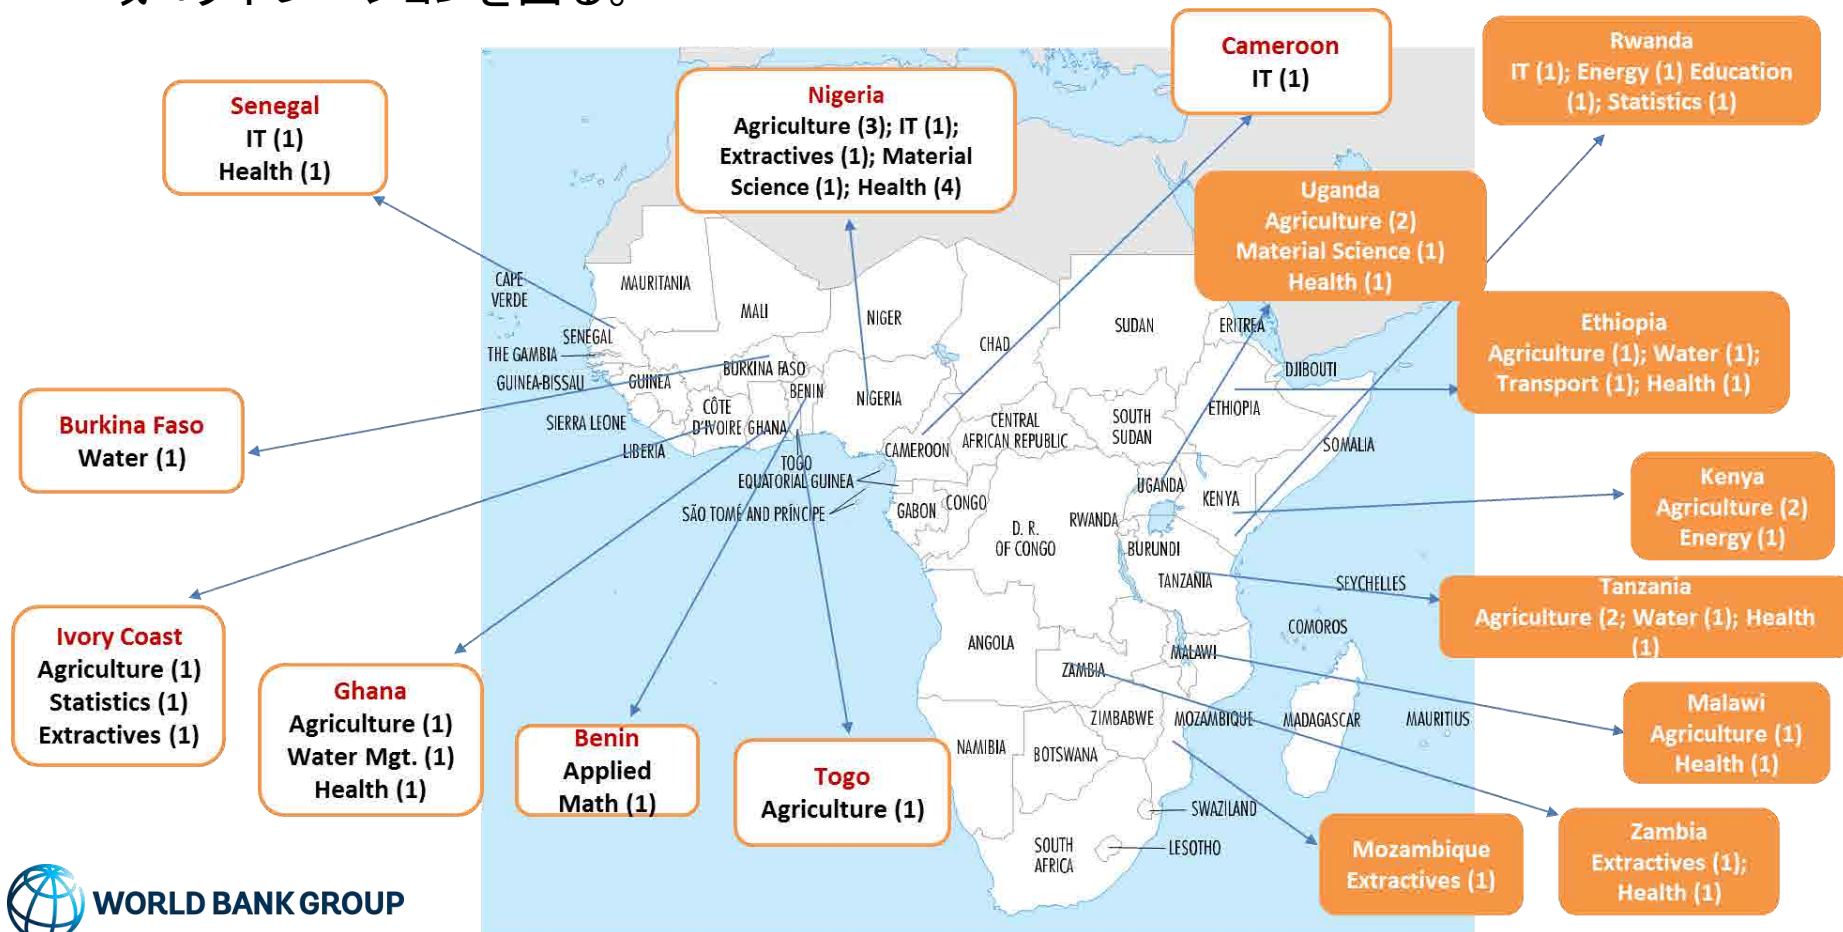 Cameroon
IT (1)
Rwanda
IT (1); Energy (1) Education
(1); Statistics (1)
Senegal
IT (1)
Health (1)
Nigeria
Agriculture (3); IT (1);
Extractives (1); Material
Science (1); Health (4)
Uganda
Agriculture (2)
Material Science (1)
Health (1)
Ethiopia
Agriculture (1); Water (1);
Transport (1); Health (1)
Burkina Faso
Water (1)
Kenya
Agriculture (2)
Energy (1)
Tanzania
Agriculture (2; Water (1); Health
(1)
Ivory Coast
Agriculture (1)
Statistics (1)
Extractives (1)
Ghana
Agriculture (1)
Water Mgt. (1)
Health (1)
Benin
Applied
Math (1)
Togo
Agriculture (1)
Malawi
Agriculture (1)
Health (1)
Mozambique
Extractives (1)
Zambia
Extractives (1);
Health (1)
CAPE
VERDE
MAURITANIA
MALI
NIGER
CHAD
SUDAN
ERITREA
SENEGAL
THE GAMBIA
GUINEA-BISSAU
GUINEA
BURKINA FASO
BENIN
NIGERIA
DJIBOUTI
ETHIOPIA
SIERRA LEONE
LIBERIA
CÔTE
D'IVOIRE
GHANA
TOGO
CAMEROON
CENTRAL
AFRICAN REPUBLIC
SOUTH
SUDAN
SOMALIA
EQUATORIAL GUINEA
SÃO TOMÉ AND PRÍNCIPE
GABON
CONGO
D. R.
OF CONGO
UGANDA
KENYA
RWANDA
BURUNDI
TANZANIA
SEYCHELLES
COMOROS
ANGOLA
ZAMBIA
MALAWI
ZIMBABWE
MOZAMBIQUE
MADAGASCAR
MAURITIUS
NAMIBIA
BOTSWANA
SWAZILAND
SOUTH
AFRICA
LESOTHO
WORLD BANK GROUP